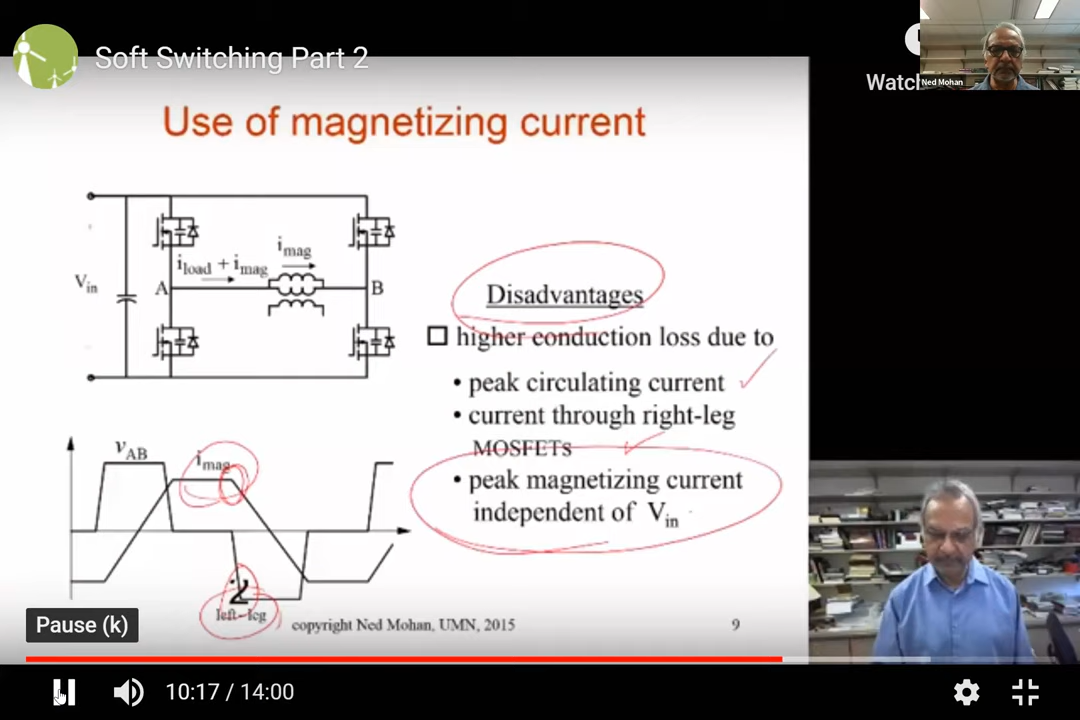 Soft Switching Part 2
Watch
Ned Mohan
Use of magnetizing current
i_mag
i_load + i_mag
V_in
A
B
Disadvantages
higher conduction loss due to
• peak circulating current
• current through right-leg
MOSFETs
• peak magnetizing current
independent of V_in
v_AB
i_mag
left-leg
copyright Ned Mohan, UMN, 2015
9
Pause (k)
10:17 / 14:00